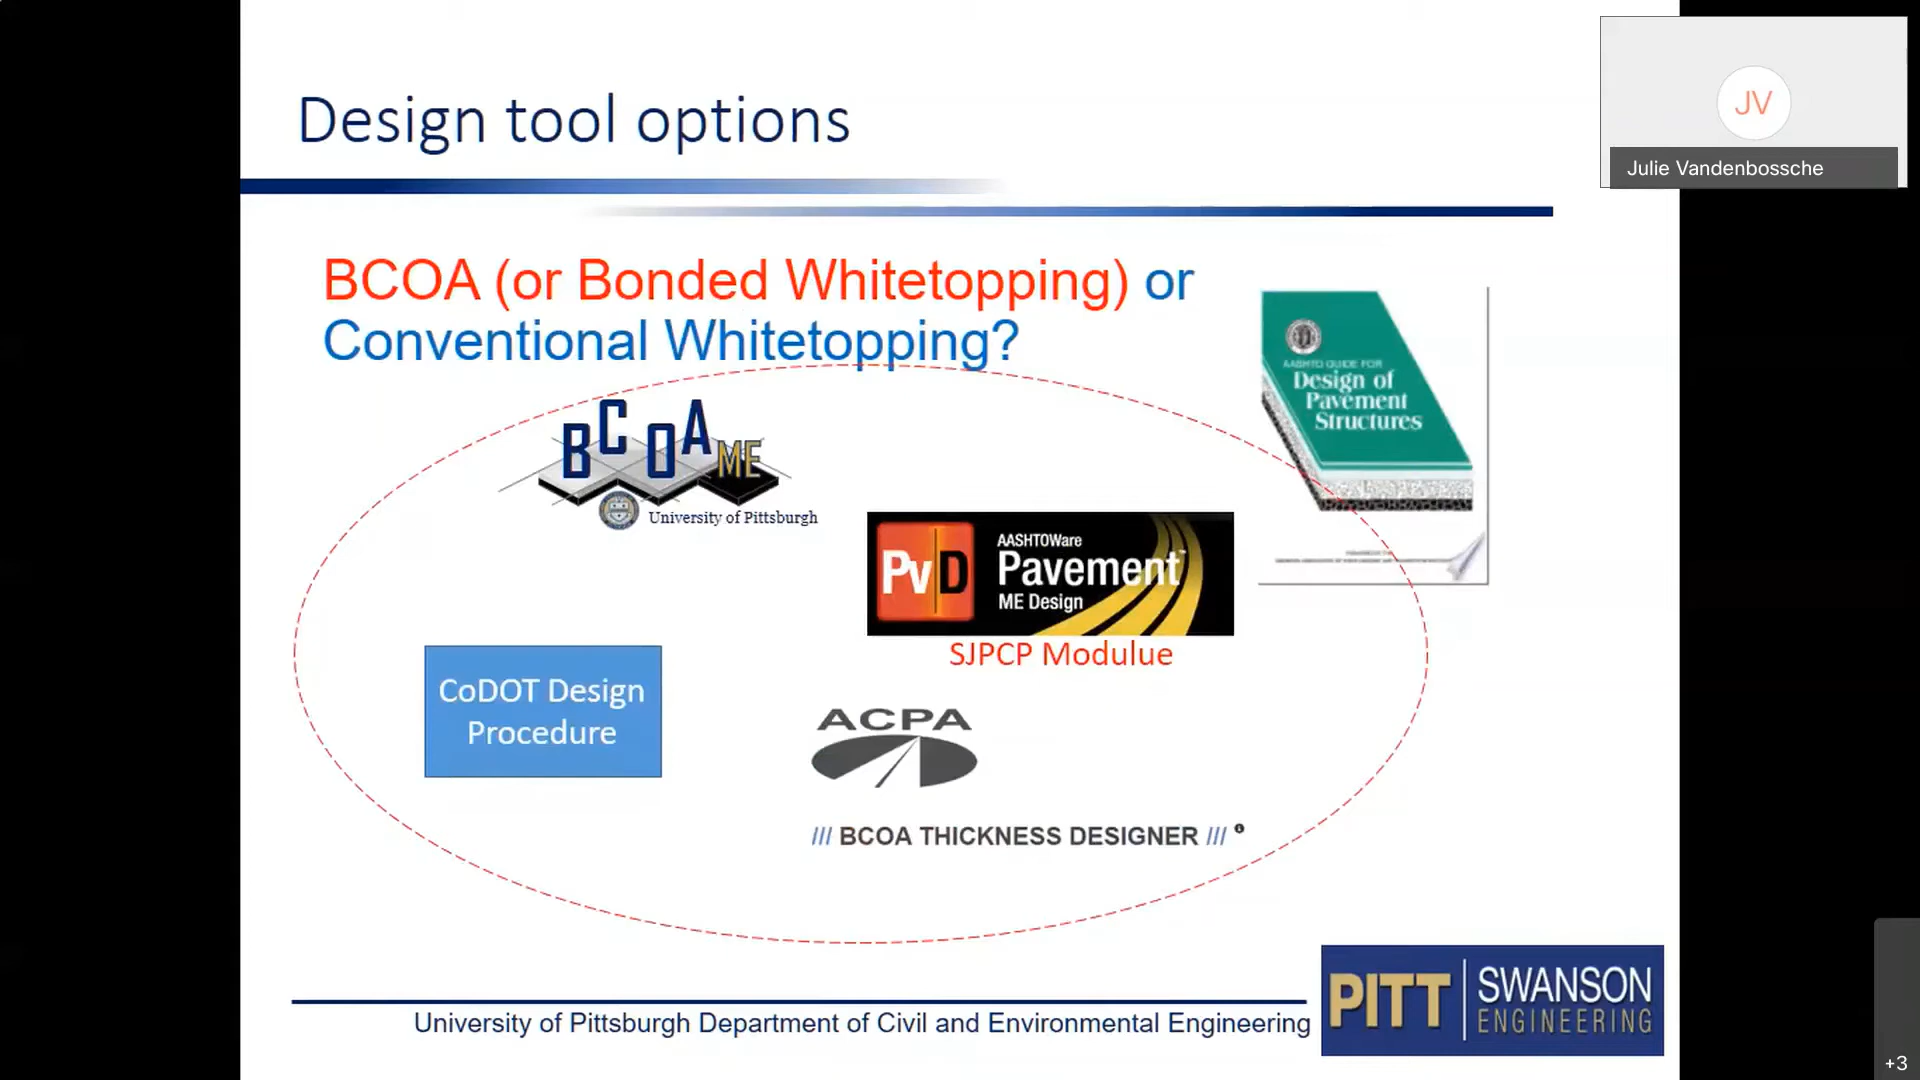 Design tool options
JV
Julie Vandenbossche
BCOA (or Bonded Whitetopping) or
Conventional Whitetopping?
AASHTO GUIDE FOR
Design of
Pavement
Structures
BCOA ME
University of Pittsburgh
PvD
AASHTOWare
Pavement™
ME Design
SJPCP Modulue
CoDOT Design
Procedure
ACPA
/// BCOA THICKNESS DESIGNER ///
University of Pittsburgh Department of Civil and Environmental Engineering
PITT
SWANSON
ENGINEERING
+3